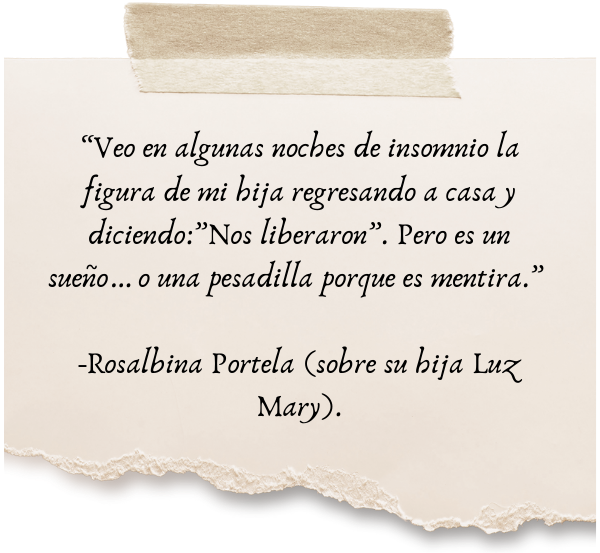 “Veo en algunas noches de insomnio la
figura de mi hija regresando a casa y
diciendo:”Nos liberaron”. Pero es un
sueño... o una pesadilla porque es mentira.”
-Rosalbina Portela (sobre su hija Luz
Mary).